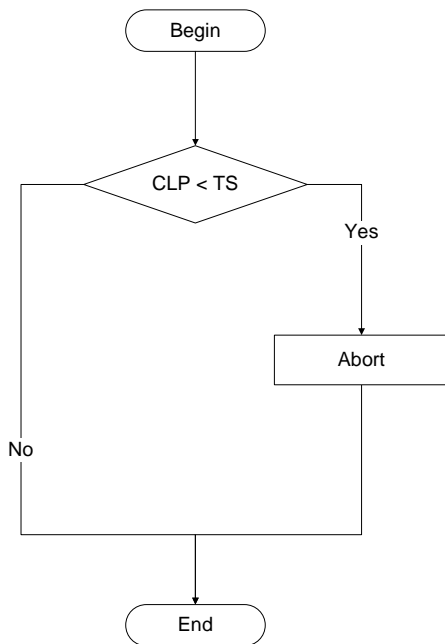 Begin
CLP < TS
Yes
Abort
No
End